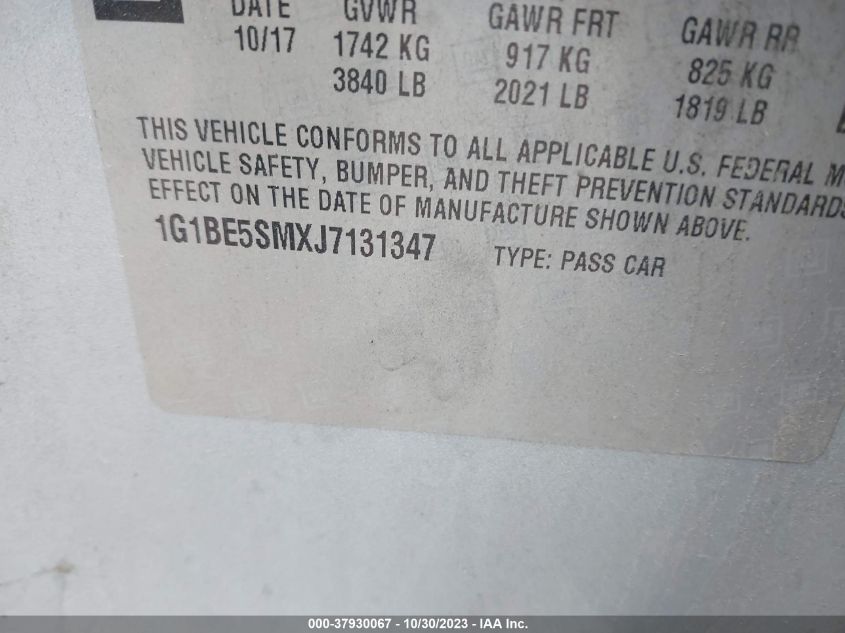 DATE GVWR GAWR FRT GAWR RR
10/17 1742 KG 917 KG 825 KG
3840 LB 2021 LB 1819 LB
THIS VEHICLE CONFORMS TO ALL APPLICABLE U.S. FEDERAL M
VEHICLE SAFETY, BUMPER, AND THEFT PREVENTION STANDARDS
EFFECT ON THE DATE OF MANUFACTURE SHOWN ABOVE.
1G1BE5SMXJ7131347 TYPE: PASS CAR
000-37930067 - 10/30/2023 - IAA Inc.